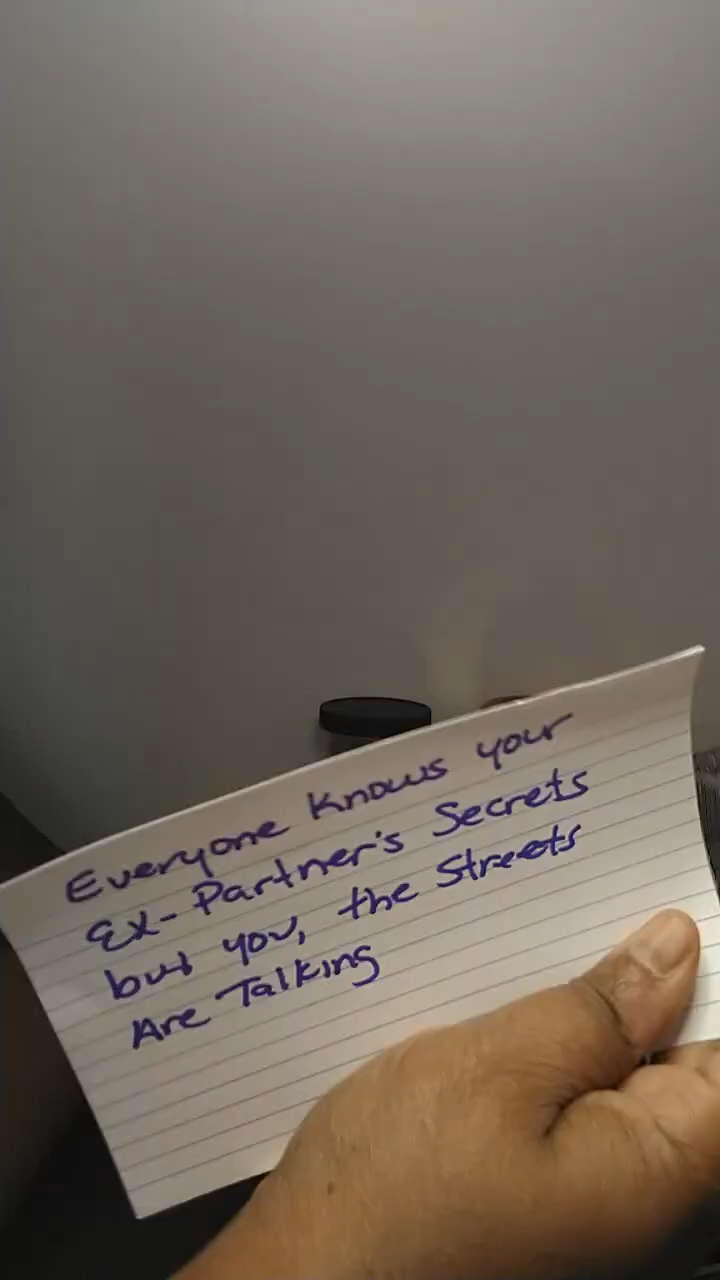 Everyone Knows your
Ex-Partner's Secrets
but you, the Streets
Are Talking